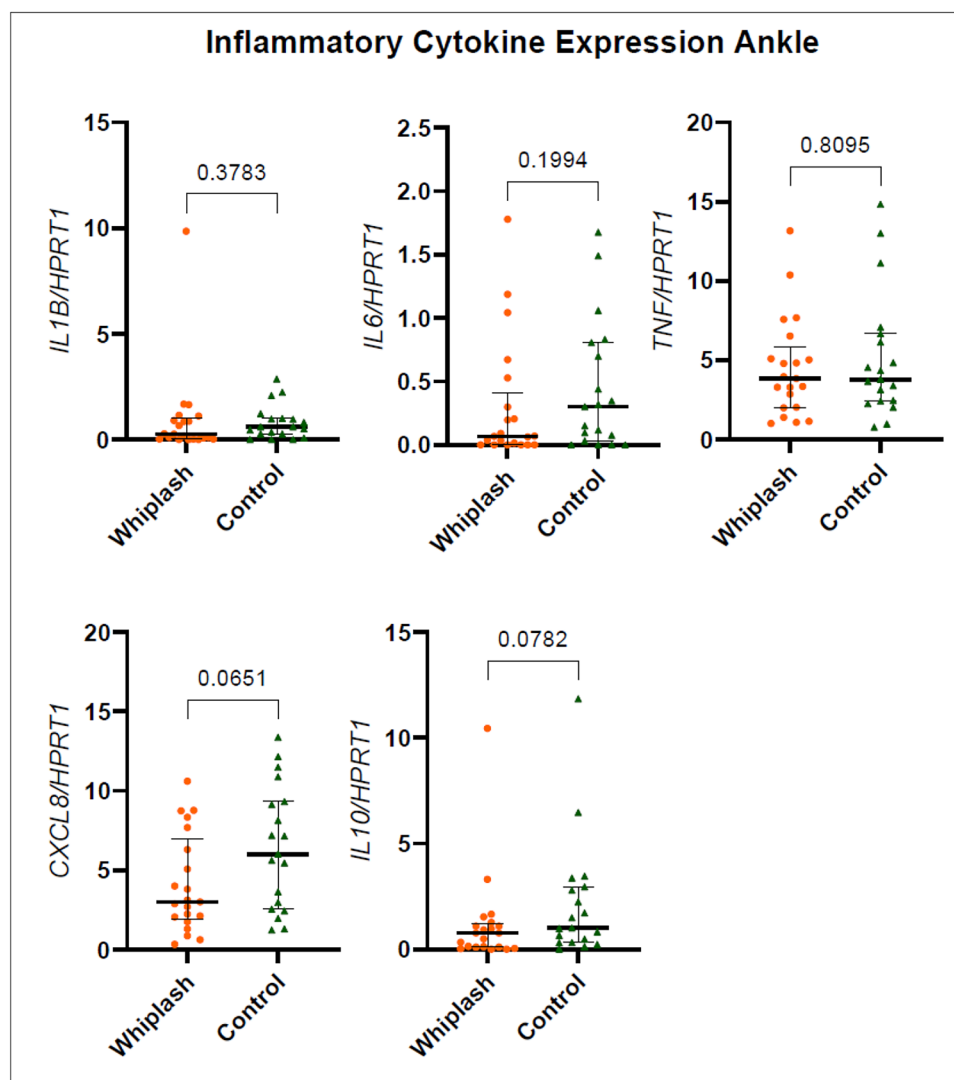 Inflammatory Cytokine Expression Ankle
IL1B/HPRT1
15
10
5
0
0.3783
Whiplash
Control
IL6/HPRT1
2.5
2.0
1.5
1.0
0.5
0.0
0.1994
Whiplash
Control
TNF/HPRT1
20
15
10
5
0
0.8095
Whiplash
Control
CXCL8/HPRT1
20
15
10
5
0
0.0651
Whiplash
Control
IL10/HPRT1
15
10
5
0
0.0782
Whiplash
Control